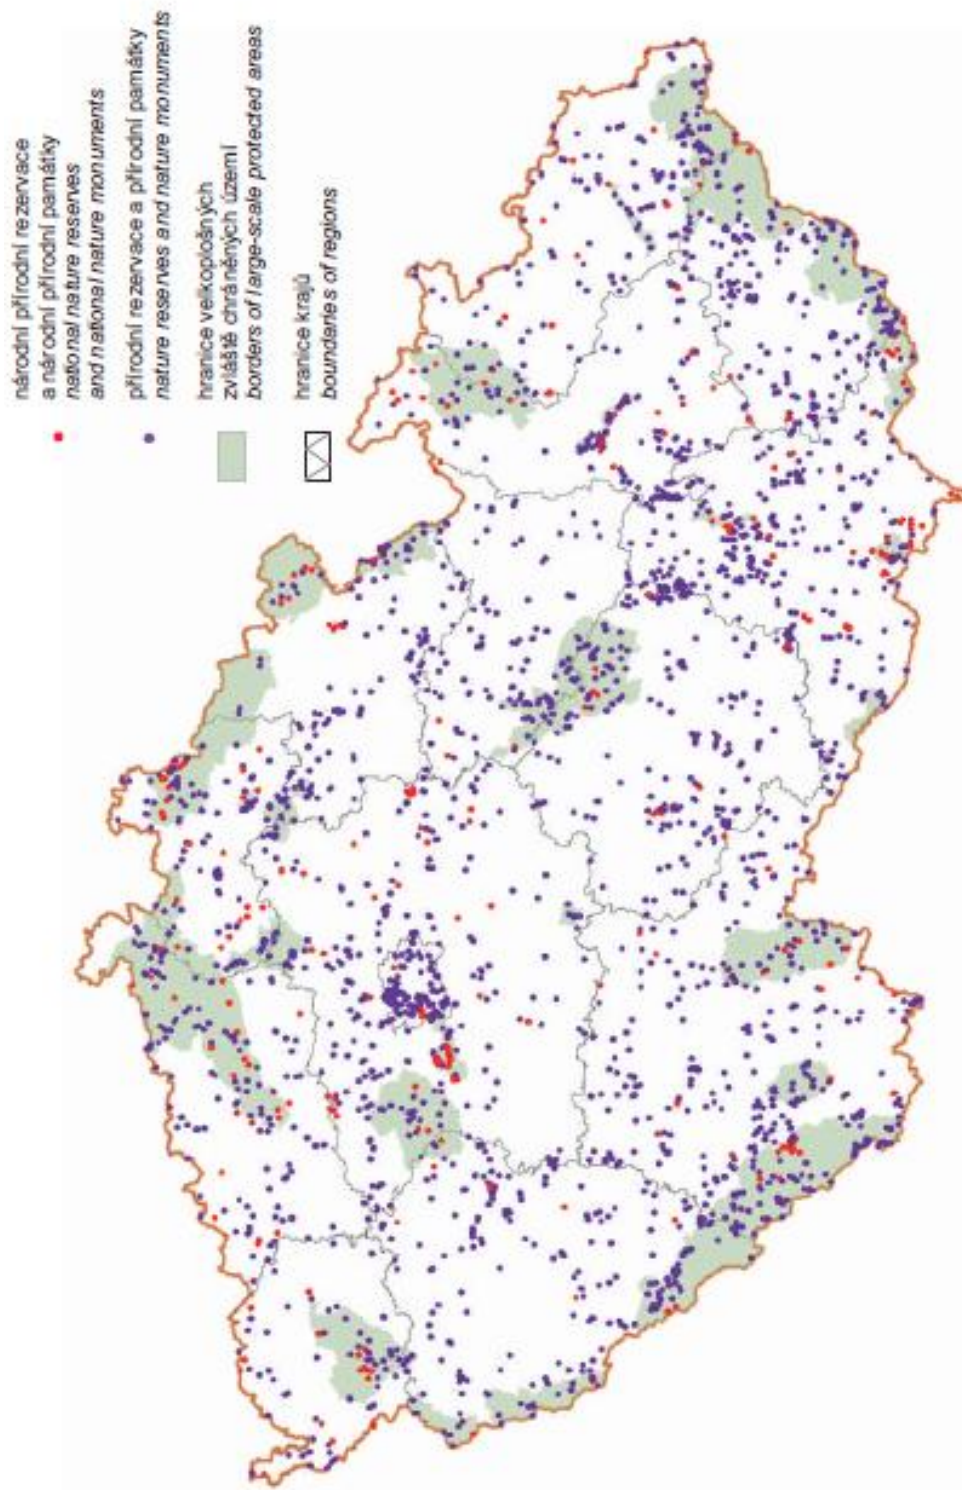 národní přírodní rezervace
a národní přírodní památky
national nature reserves
and national nature monuments
přírodní rezervace a přírodní památky
nature reserves and nature monuments
hranice velkoplošných
zvláště chráněných území
borders of large-scale protected areas
hranice krajů
boundaries of regions